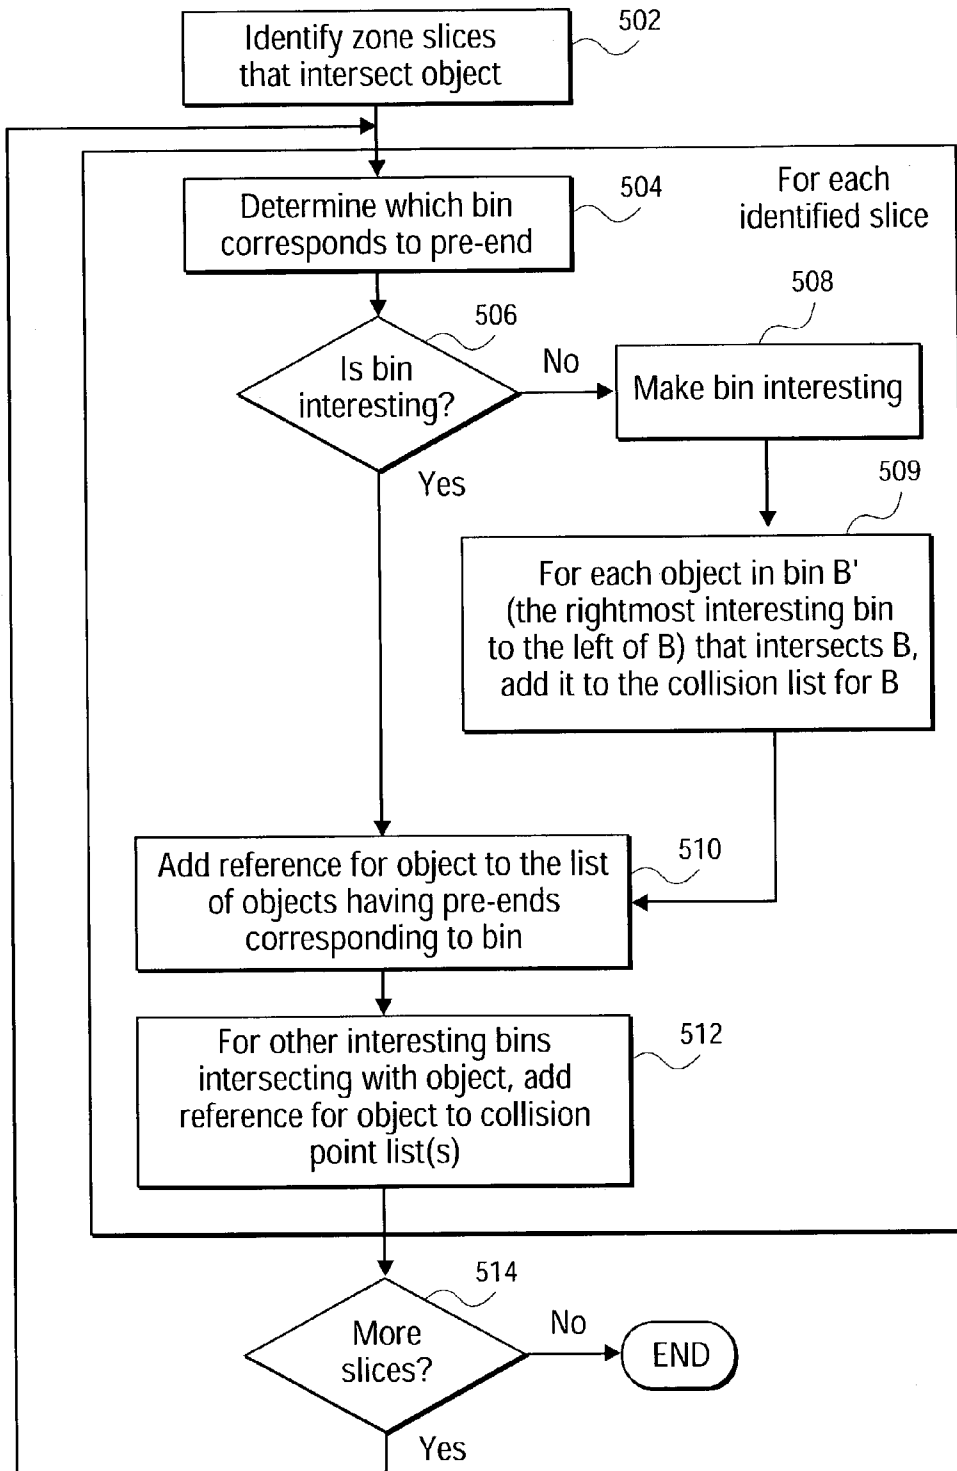 Identify zone slices
that intersect object
502
For each
identified slice
Determine which bin
corresponds to pre-end
504
Is bin
interesting?
506
No
Yes
508
Make bin interesting
509
For each object in bin B'
(the rightmost interesting bin
to the left of B) that intersects B,
add it to the collision list for B
Add reference for object to the list
of objects having pre-ends
corresponding to bin
510
For other interesting bins
intersecting with object, add
reference for object to collision
point list(s)
512
More
slices?
514
No
END
Yes